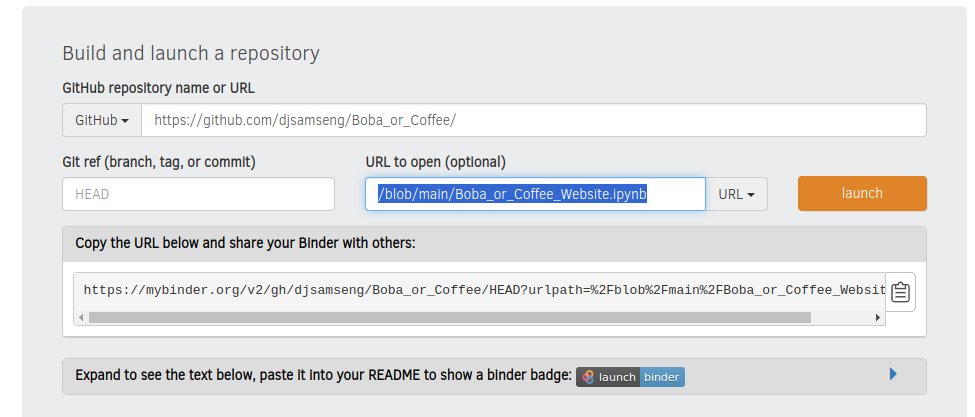 Build and launch a repository
GitHub repository name or URL
GitHub https://github.com/djsamseng/Boba_or_Coffee/
Git ref (branch, tag, or commit) URL to open (optional)
HEAD /blob/main/Boba_or_Coffee_Website.ipynb URL launch
Copy the URL below and share your Binder with others:
https://mybinder.org/v2/gh/djsamseng/Boba_or_Coffee/HEAD?urlpath=%2Fblob%2Fmain%2FBoba_or_Coffee_Websit
Expand to see the text below, paste it into your README to show a binder badge: launch binder